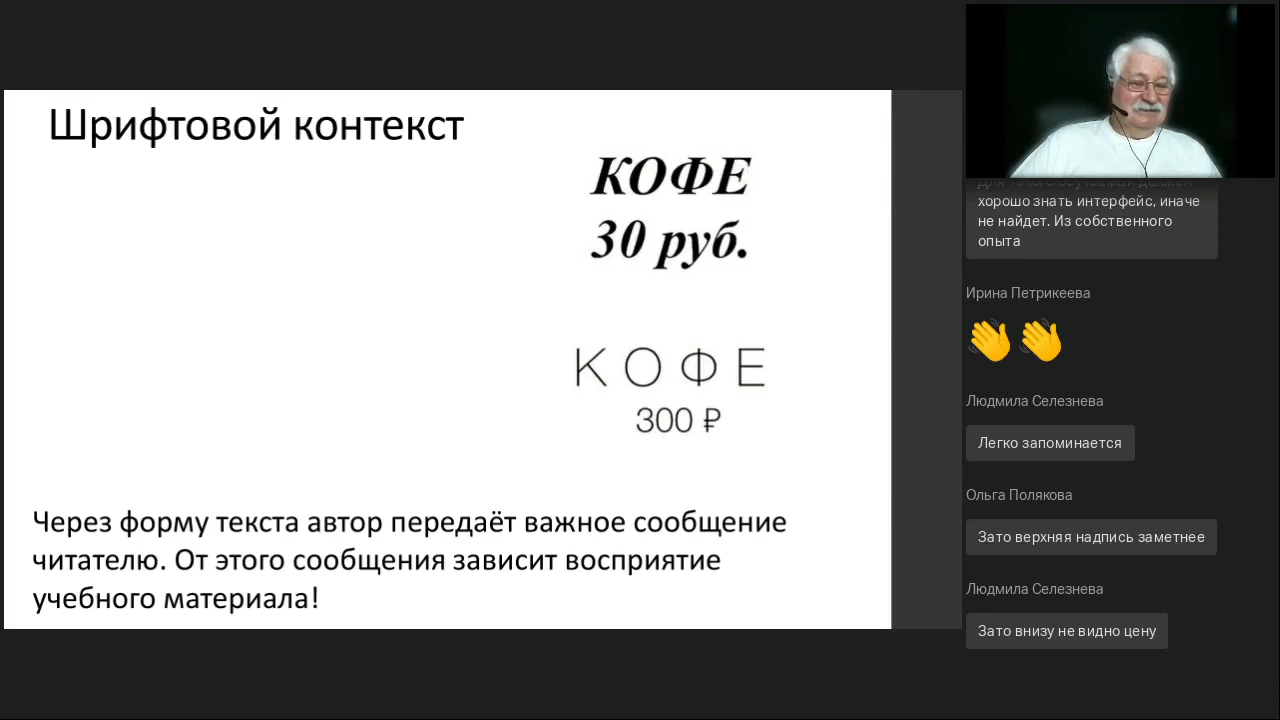 Шрифтовой контекст
КОФЕ
30 руб.
КОФЕ
300 ₽
Через форму текста автор передаёт важное сообщение
читателю. От этого сообщения зависит восприятие
учебного материала!
хорошо знать интерфейс, иначе
не найдет. Из собственного
опыта
Ирина Петрикеева
Людмила Селезнева
Легко запоминается
Ольга Полякова
Зато верхняя надпись заметнее
Людмила Селезнева
Зато внизу не видно цену